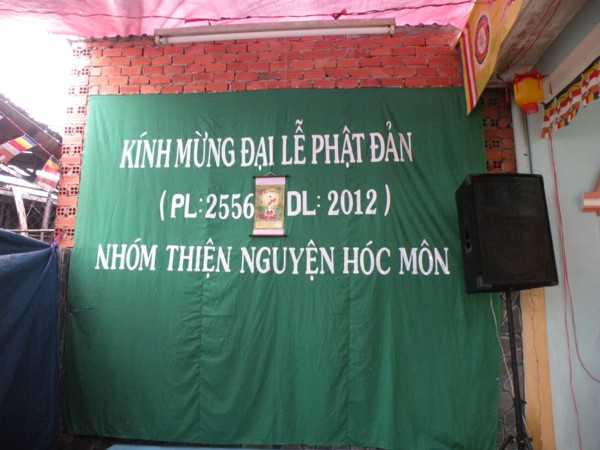 KÍNH MỪNG ĐẠI LỄ PHẬT ĐẢN
( PL: 2556 DL: 2012 )
NHÓM THIỆN NGUYỆN HÓC MÔN